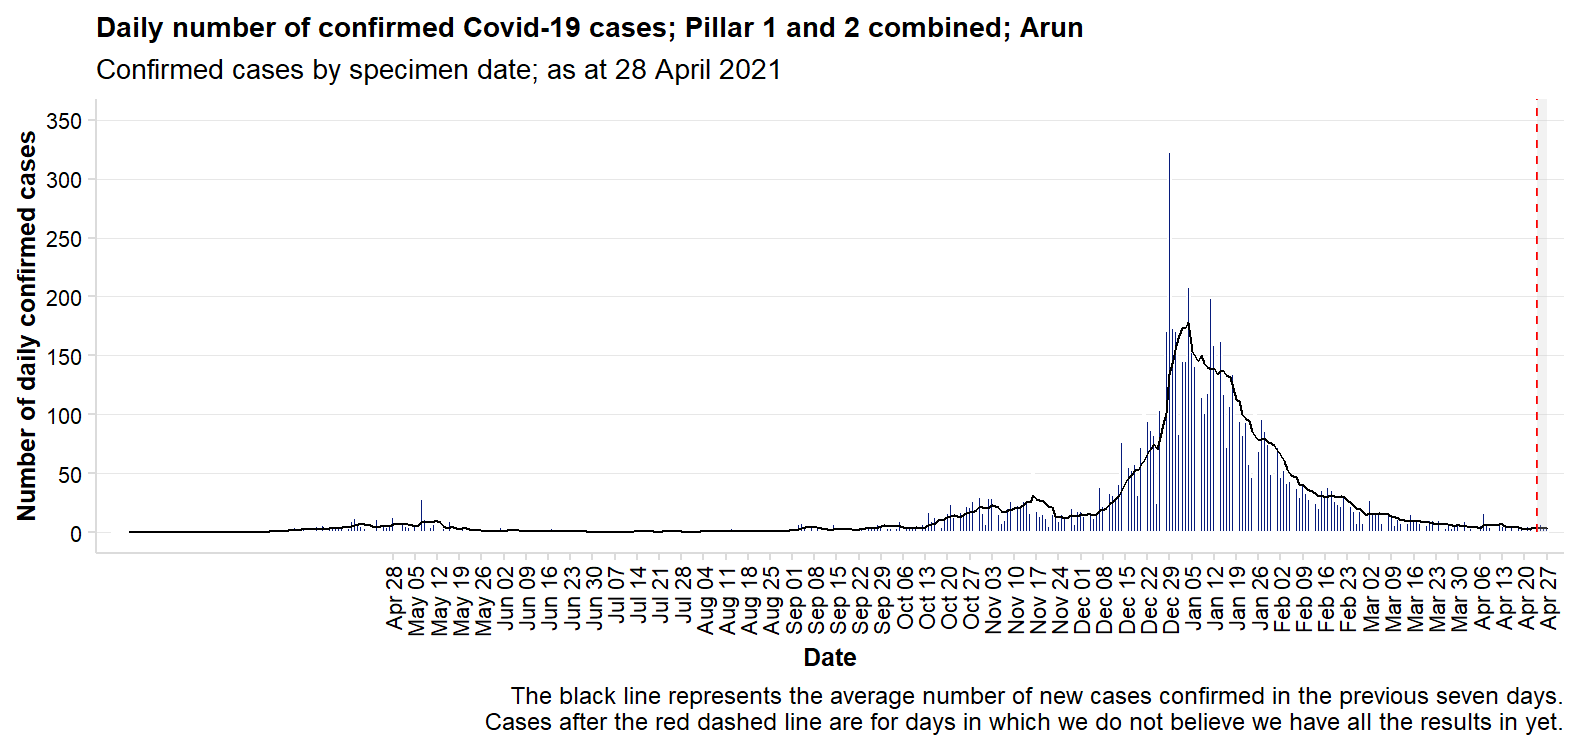 Daily number of confirmed Covid-19 cases; Pillar 1 and 2 combined; Arun
Confirmed cases by specimen date; as at 28 April 2021
Number of daily confirmed cases
350
300
250
200
150
100
50
0
Apr 28
May 05
May 12
May 19
May 26
Jun 02
Jun 09
Jun 16
Jun 23
Jun 30
Jul 07
Jul 14
Jul 21
Jul 28
Aug 04
Aug 11
Aug 18
Aug 25
Sep 01
Sep 08
Sep 15
Sep 22
Sep 29
Oct 06
Oct 13
Oct 20
Oct 27
Nov 03
Nov 10
Nov 17
Nov 24
Dec 01
Dec 08
Dec 15
Dec 22
Dec 29
Jan 05
Jan 12
Jan 19
Jan 26
Feb 02
Feb 09
Feb 16
Feb 23
Mar 02
Mar 09
Mar 16
Mar 23
Mar 30
Apr 06
Apr 13
Apr 20
Apr 27
Date
The black line represents the average number of new cases confirmed in the previous seven days.
Cases after the red dashed line are for days in which we do not believe we have all the results in yet.